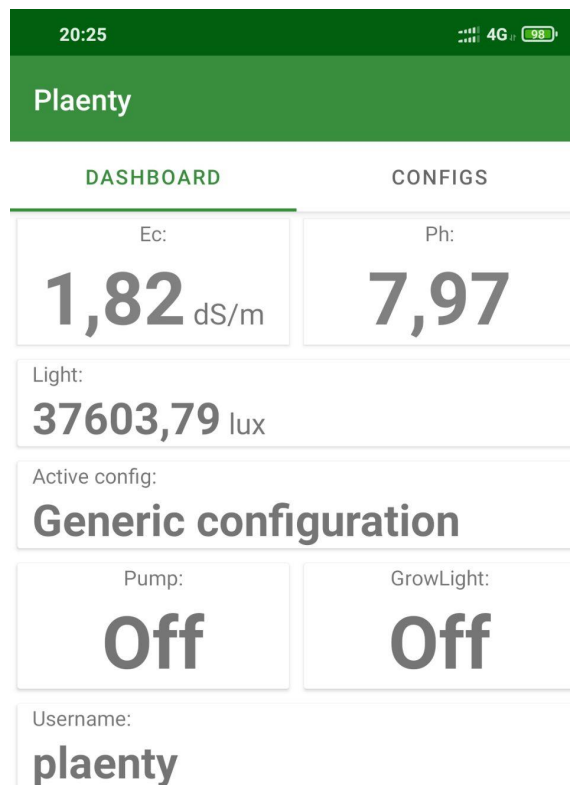 20:25 4G 98
Plaenty
DASHBOARD CONFIGS
Ec: Ph:
1,82 dS/m 7,97
Light:
37603,79 lux
Active config:
Generic configuration
Pump: GrowLight:
Off Off
Username:
plaenty